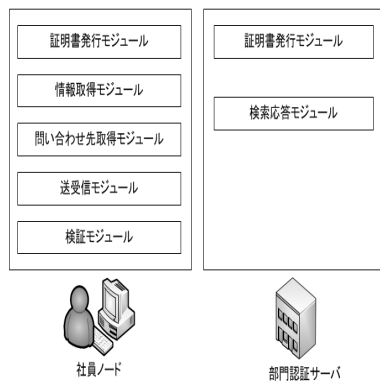 証明書発行モジュール
情報取得モジュール
問い合わせ先取得モジュール
送受信モジュール
検証モジュール
社員ノード
証明書発行モジュール
検索応答モジュール
部門認証サーバ